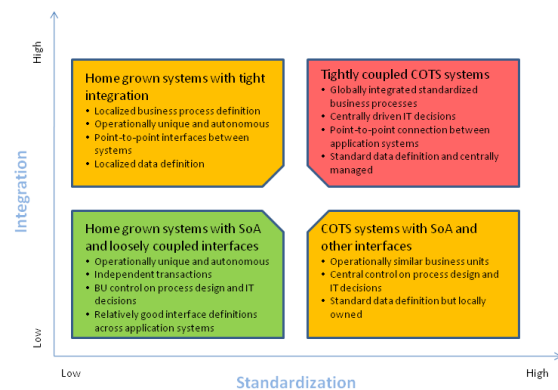 High
Integration
Low
Home grown systems with tight
integration
• Localized business process definition
• Operationally unique and autonomous
• Point-to-point interfaces between
systems
• Localized data definition
Tightly coupled COTS systems
• Globally integrated standardized
business processes
• Centrally driven IT decisions
• Point-to-point connection between
application systems
• Standard data definition and centrally
managed
Home grown systems with SoA
and loosely coupled interfaces
• Operationally unique and autonomous
• Independent transactions
• BU control on process design and IT
decisions
• Relatively good interface definitions
across application systems
COTS systems with SoA and
other interfaces
• Operationally similar business units
• Central control on process design and
IT decisions
• Standard data definition but locally
owned
Low
High
Standardization